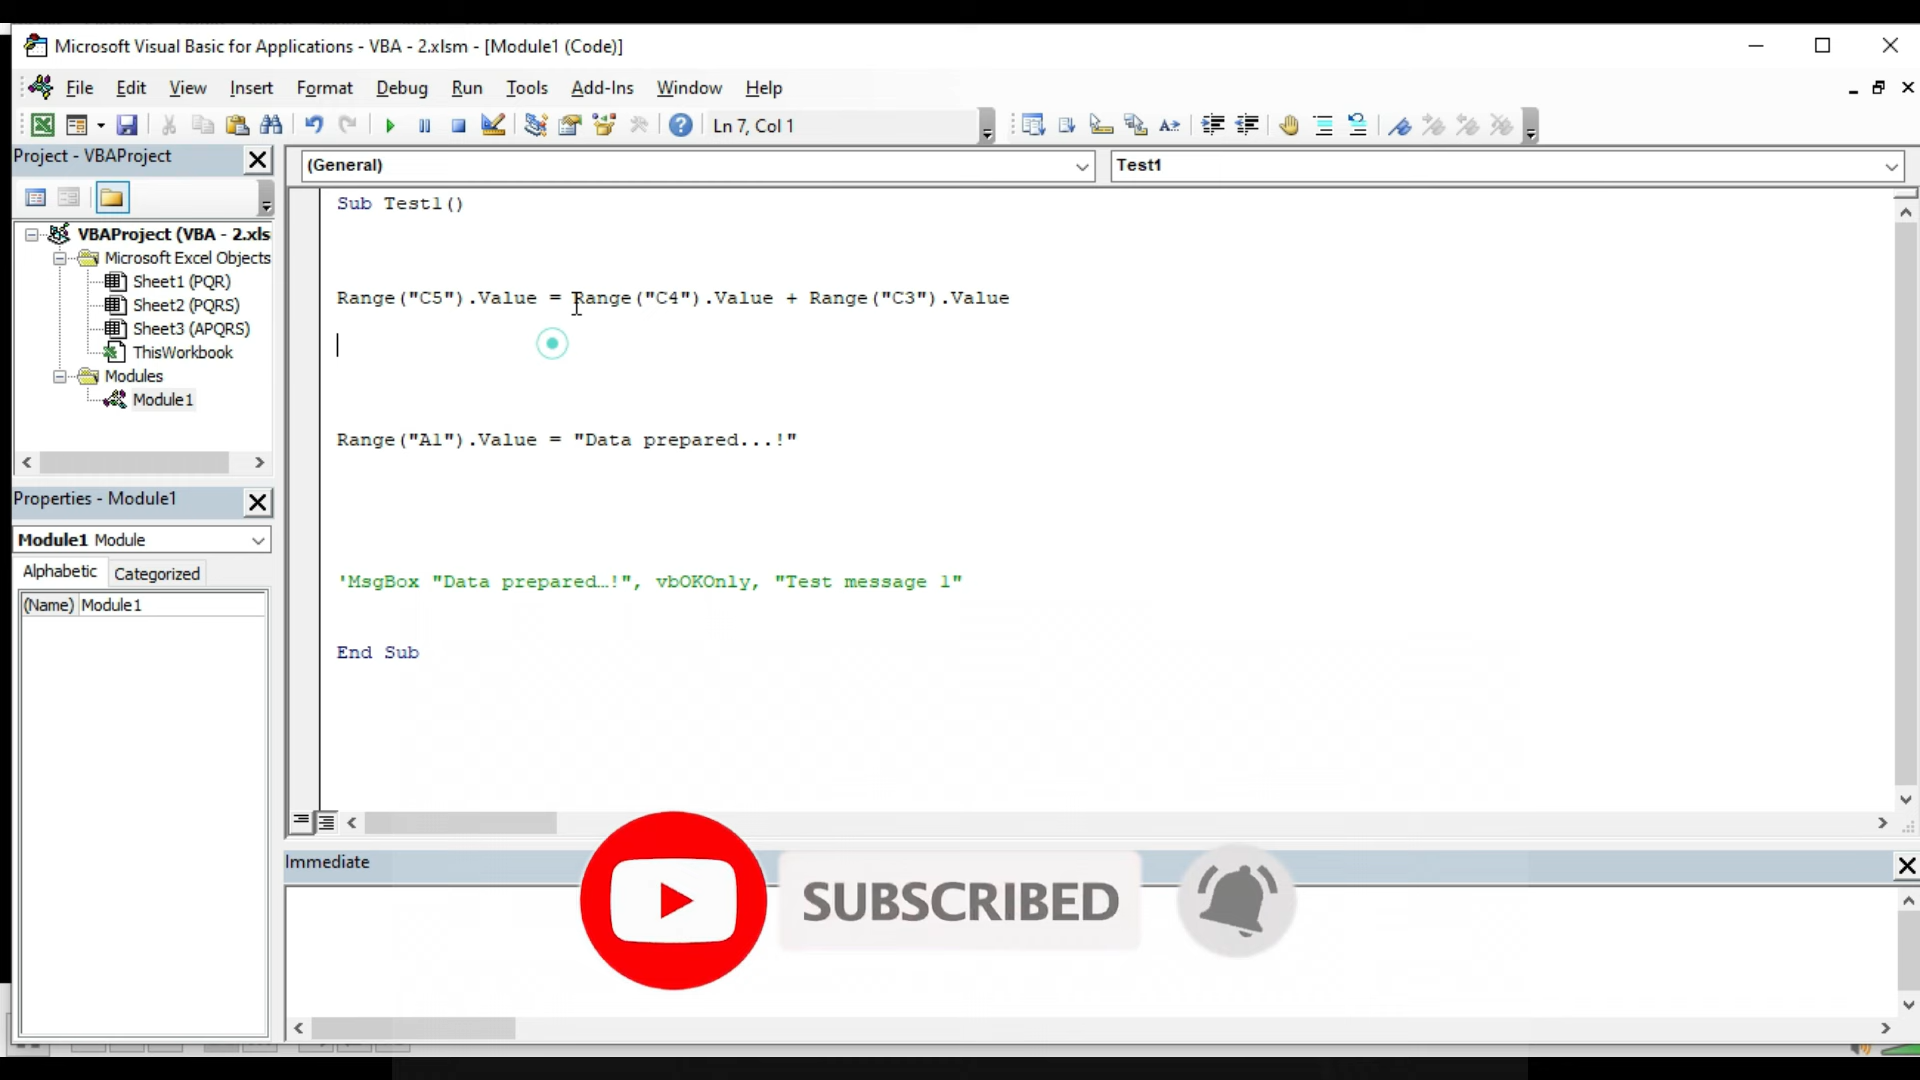 Microsoft Visual Basic for Applications - VBA - 2.xlsm - [Module1 (Code)]
File Edit View Insert Format Debug Run Tools Add-Ins Window Help
Ln 7, Col 1
Project - VBAProject
(General)
Test1
VBAProject (VBA - 2.xls
Microsoft Excel Objects
Sheet1 (PQR)
Sheet2 (PQRS)
Sheet3 (APQRS)
ThisWorkbook
Modules
Module1
Properties - Module1
Module1 Module
Alphabetic Categorized
(Name) Module1
Sub Test1()
Range("C5").Value = Range("C4").Value + Range("C3").Value
Range("A1").Value = "Data prepared...!"
'MsgBox "Data prepared…!", vbOKOnly, "Test message 1"
End Sub
Immediate
SUBSCRIBED